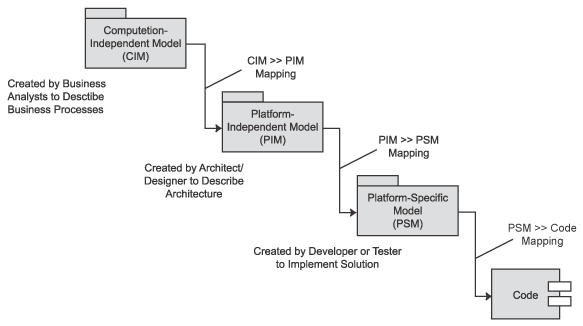 Computetion-
Independent Model
(CIM)
CIM >> PIM
Mapping
Created by Business
Analysts to Desctibe
Business Processes
Platform-
Independent Model
(PIM)
PIM >> PSM
Mapping
Created by Architect/
Designer to Describe
Architecture
Platform-Specific
Model
(PSM)
PSM >> Code
Mapping
Created by Developer or Tester
to Implement Solution
Code